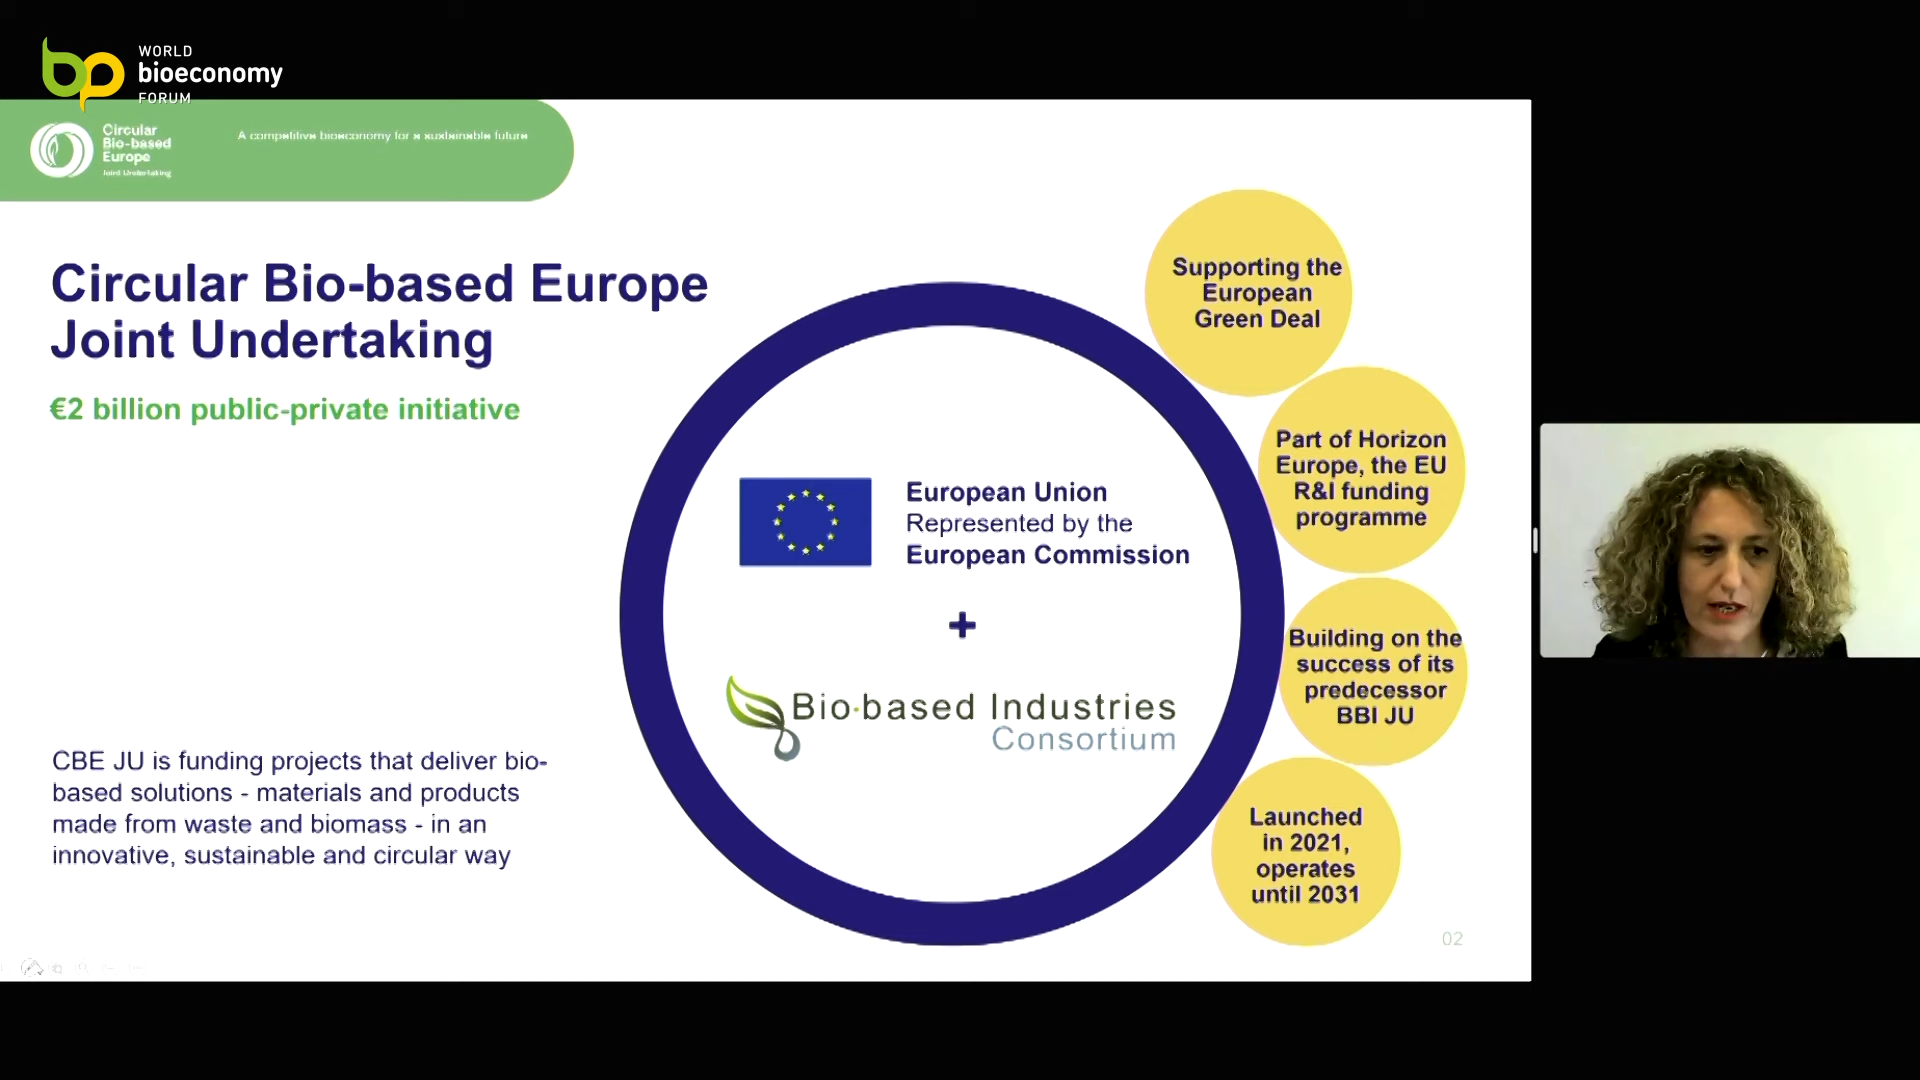 WORLD
bioeconomy
FORUM
Circular
Bio-based
Europe
Joint Undertaking
A competitive bioeconomy for a sustainable future
Circular Bio-based Europe
Joint Undertaking
€2 billion public-private initiative
CBE JU is funding projects that deliver bio-
based solutions - materials and products
made from waste and biomass - in an
innovative, sustainable and circular way
European Union
Represented by the
European Commission
+
Bio·based Industries
Consortium
Supporting the
European
Green Deal
Part of Horizon
Europe, the EU
R&I funding
programme
Building on the
success of its
predecessor
BBI JU
Launched
in 2021,
operates
until 2031
02